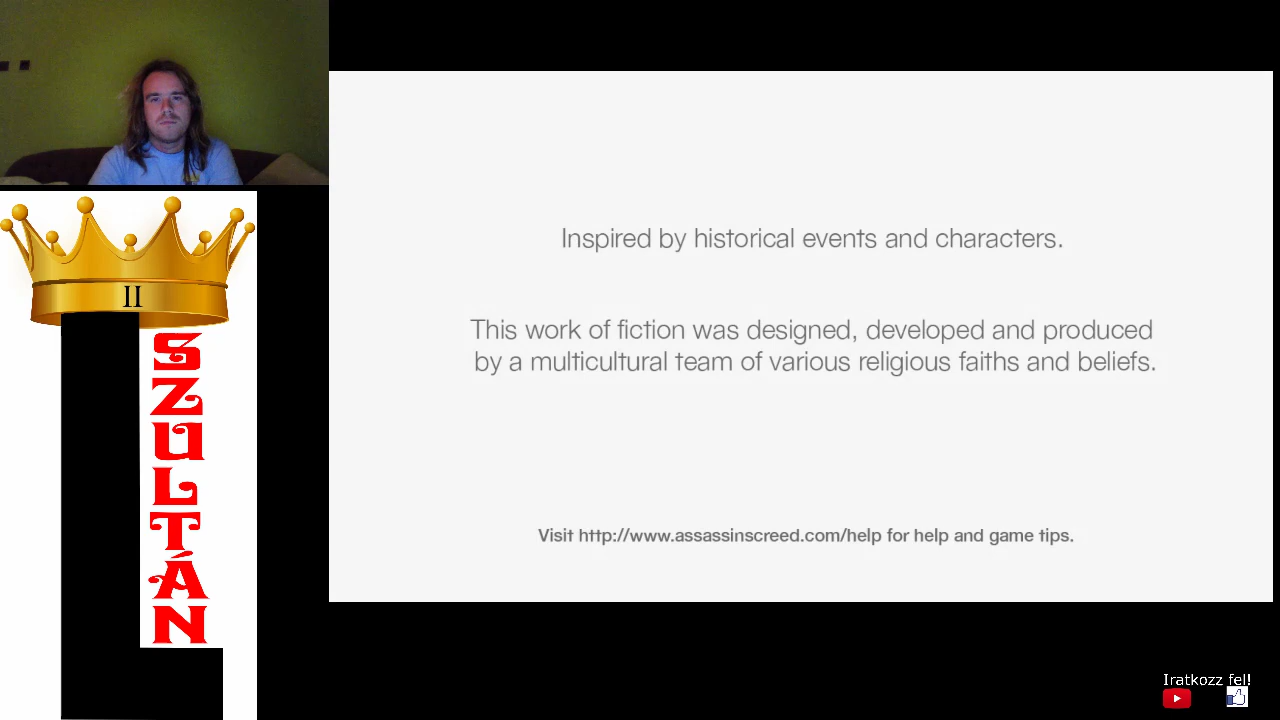 Inspired by historical events and characters.
This work of fiction was designed, developed and produced
by a multicultural team of various religious faiths and beliefs.
Visit http://www.assassinscreed.com/help for help and game tips.
II
L
SZULTÁN
Iratkozz fel!